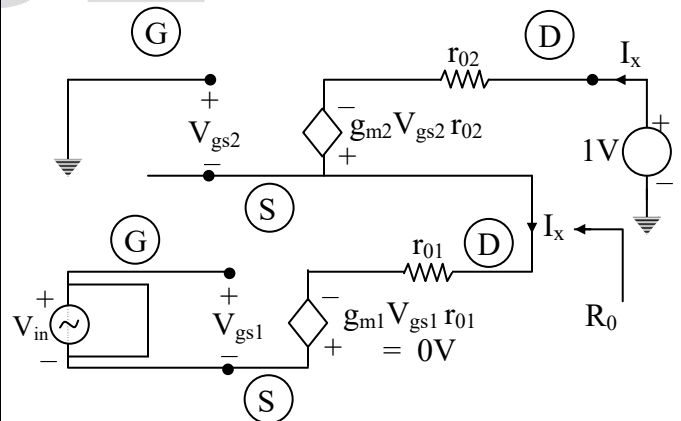 G
D
r02
Ix
+
Vgs2
−
−
gm2Vgs2 r02
+
1V
+
−
S
G
r01
D
Ix
R0
+
Vin
−
+
Vgs1
−
−
gm1Vgs1 r01
+
= 0V
S